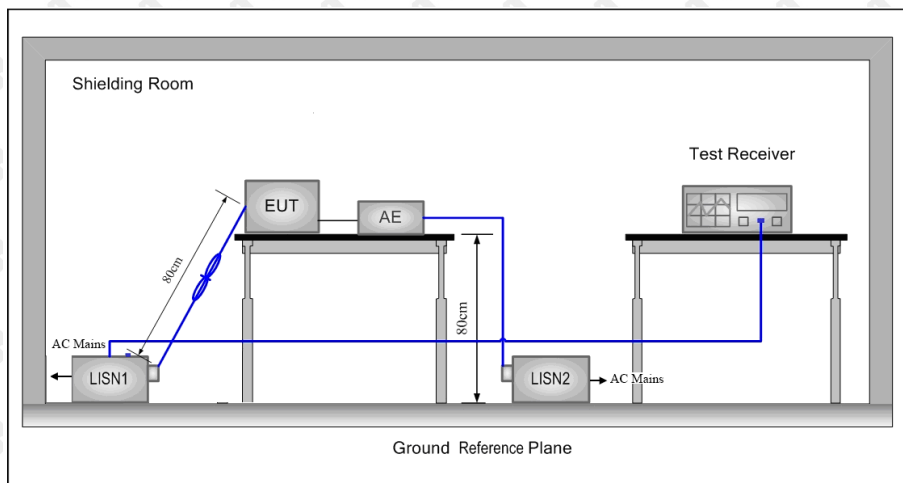 Shielding Room
Test Receiver
EUT
AE
80cm
80cm
AC Mains
LISN1
LISN2
AC Mains
Ground Reference Plane